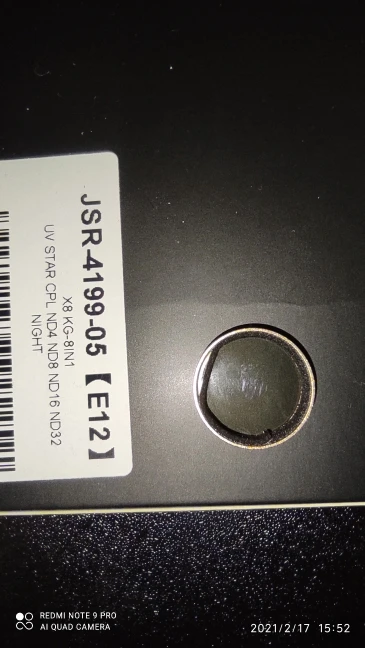 JSR-4199-05【E12】
X8 KG-8IN1
UV STAR CPL ND4 ND8 ND16 ND32
NIGHT
REDMI NOTE 9 PRO
AI QUAD CAMERA
2021/2/17 15:52